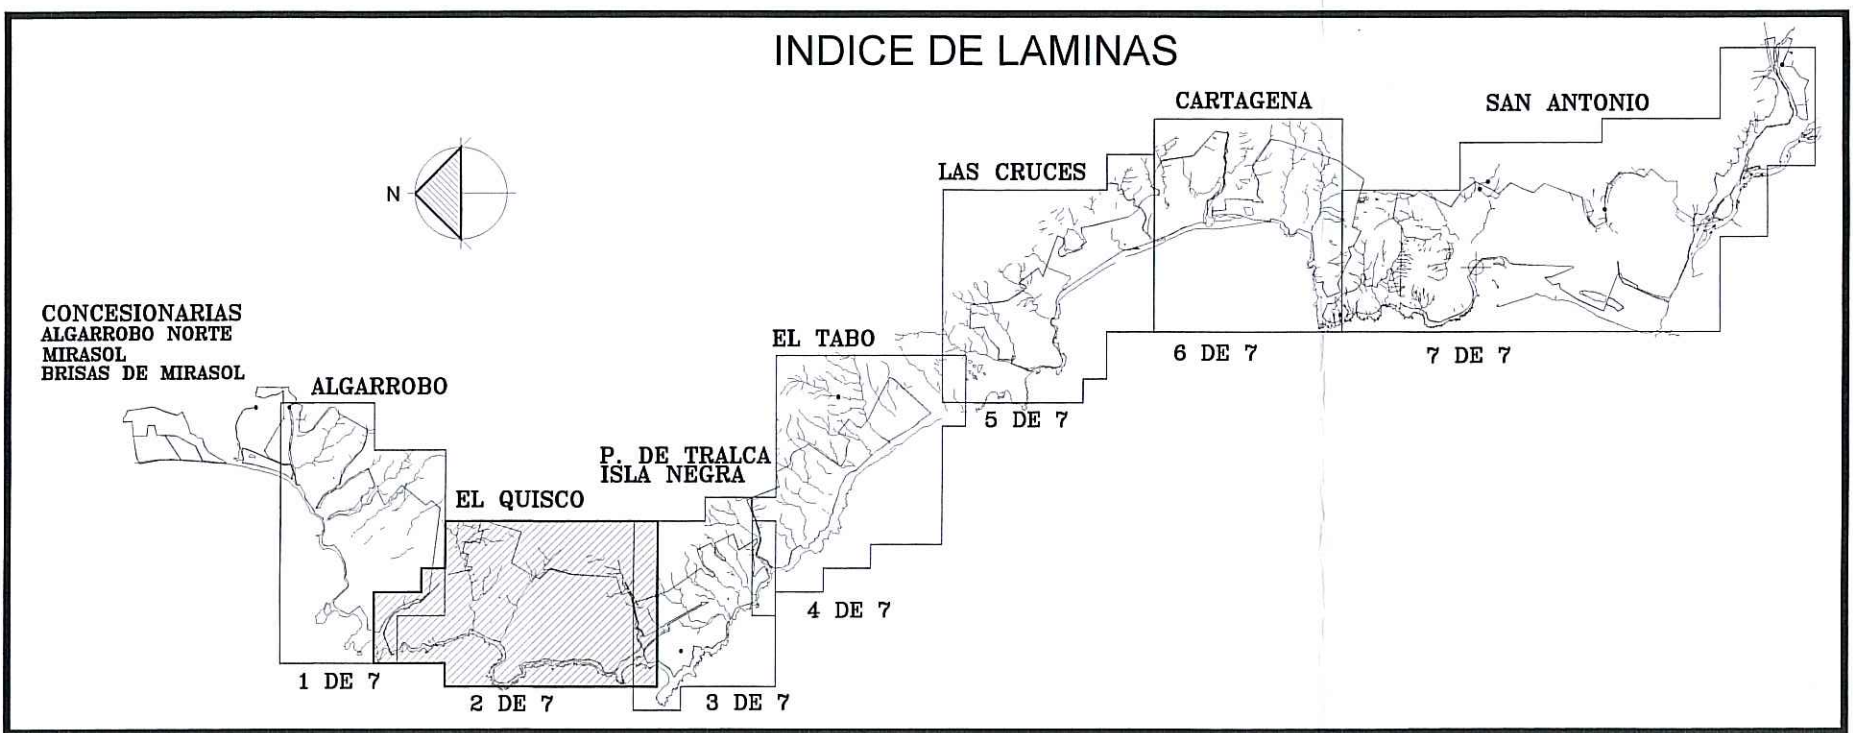 INDICE DE LAMINAS
CARTAGENA
SAN ANTONIO
LAS CRUCES
N
CONCESIONARIAS
ALGARROBO NORTE
MIRASOL
BRISAS DE MIRASOL
EL TABO
6 DE 7
7 DE 7
ALGARROBO
5 DE 7
P. DE TRALCA
ISLA NEGRA
EL QUISCO
4 DE 7
1 DE 7
2 DE 7
3 DE 7